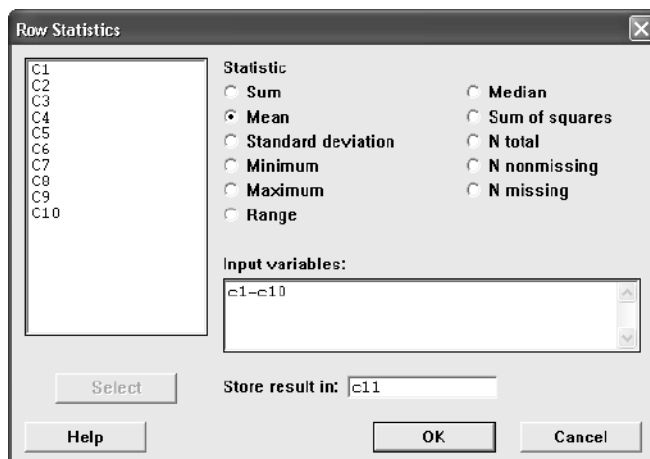 Row Statistics
C1
C2
C3
C4
C5
C6
C7
C8
C9
C10
Statistic
Sum
Mean
Standard deviation
Minimum
Maximum
Range
Median
Sum of squares
N total
N nonmissing
N missing
Input variables:
c1-c10
Select
Store result in: c11
Help
OK
Cancel